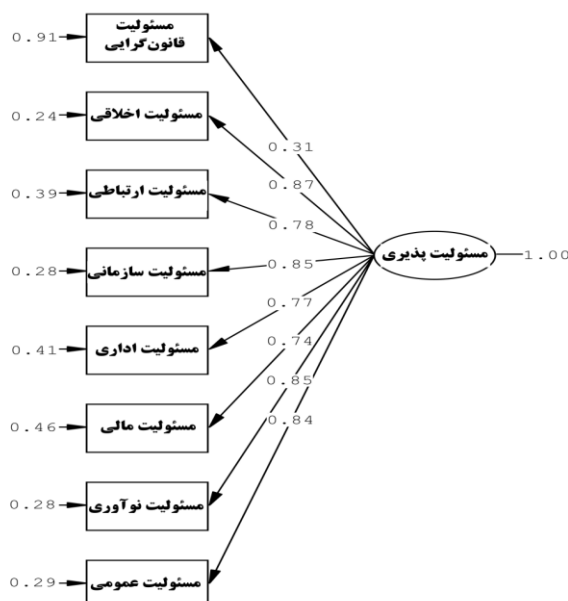 0.91
مسئولیت
قانون‌گرایی
0.31
0.24
مسئولیت اخلاقی
0.87
0.39
مسئولیت ارتباطی
0.78
مسئولیت پذیری
1.00
0.28
مسئولیت سازمانی
0.85
0.41
مسئولیت اداری
0.77
0.46
مسئولیت مالی
0.74
0.28
مسئولیت نوآوری
0.85
0.29
مسئولیت عمومی
0.84